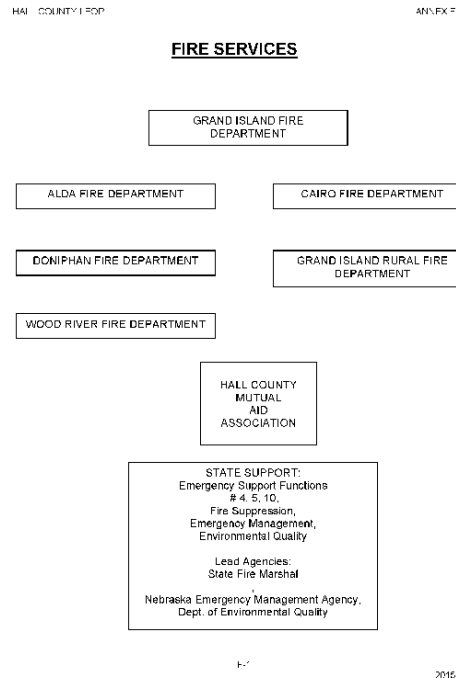 HALL COUNTY LEOP ANNEX F
FIRE SERVICES
GRAND ISLAND FIRE
DEPARTMENT
ALDA FIRE DEPARTMENT
CAIRO FIRE DEPARTMENT
DONIPHAN FIRE DEPARTMENT
GRAND ISLAND RURAL FIRE
DEPARTMENT
WOOD RIVER FIRE DEPARTMENT
HALL COUNTY
MUTUAL
AID
ASSOCIATION
STATE SUPPORT:
Emergency Support Functions
# 4, 5, 10,
Fire Suppression,
Emergency Management,
Environmental Quality
Lead Agencies:
State Fire Marshal
,
Nebraska Emergency Management Agency,
Dept. of Environmental Quality
2015